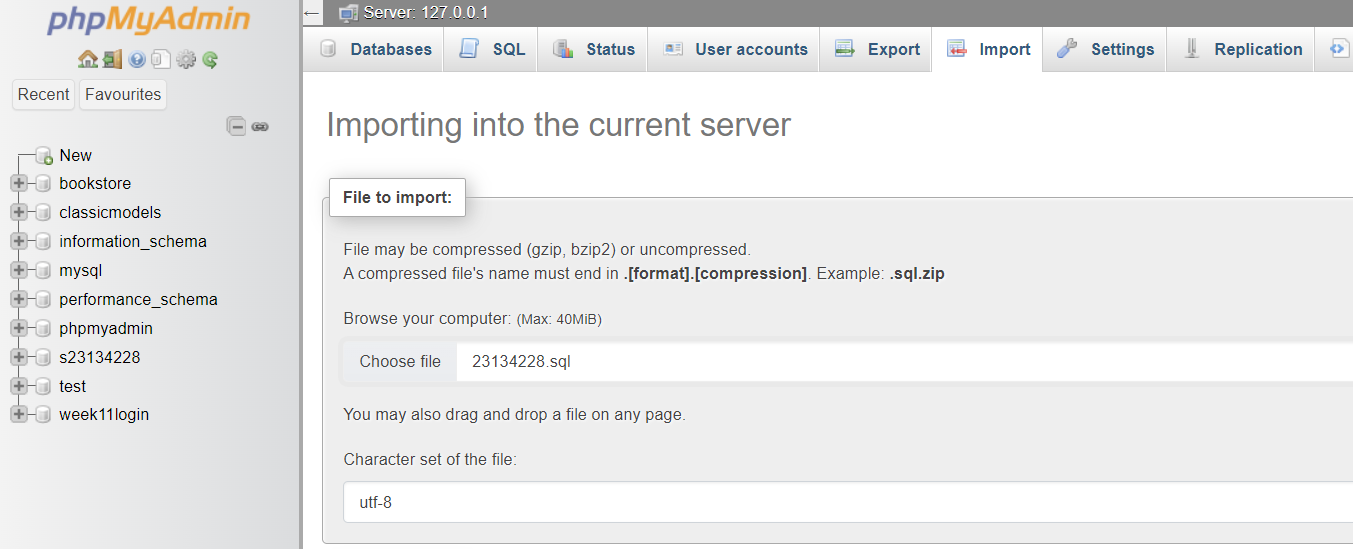 phpMyAdmin
Recent Favourites
New
bookstore
classicmodels
information_schema
mysql
performance_schema
phpmyadmin
s23134228
test
week11login
Server: 127.0.0.1
Databases SQL Status User accounts Export Import Settings Replication
Importing into the current server
File to import:
File may be compressed (gzip, bzip2) or uncompressed.
A compressed file's name must end in .[format].[compression]. Example: .sql.zip
Browse your computer: (Max: 40MiB)
Choose file 23134228.sql
You may also drag and drop a file on any page.
Character set of the file:
utf-8